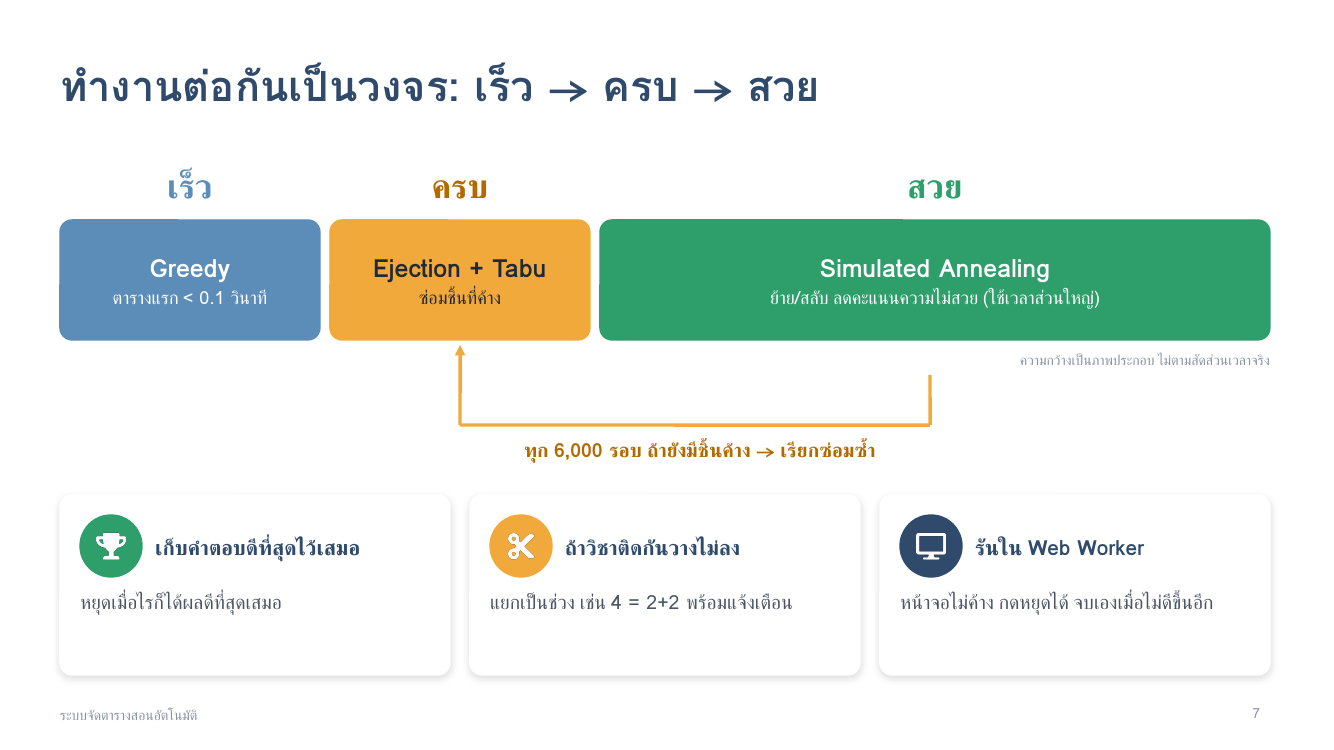 ทำงานต่อกันเป็นวงจร: เร็ว → ครบ → สวย
เร็ว
ครบ
สวย
Greedy
ตารางแรก < 0.1 วินาที
Ejection + Tabu
ซ่อมชิ้นที่ค้าง
Simulated Annealing
ย้าย/สลับ ลดคะแนนความไม่สวย (ใช้เวลาส่วนใหญ่)
ความกว้างเป็นภาพประกอบ ไม่ตามสัดส่วนเวลาจริง
ทุก 6,000 รอบ ถ้ายังมีชิ้นค้าง → เรียกซ่อมซ้ำ
เก็บคำตอบดีที่สุดไว้เสมอ
หยุดเมื่อไรก็ได้ผลดีที่สุดเสมอ
ถ้าวิชาติดกันวางไม่ลง
แยกเป็นช่วง เช่น 4 = 2+2 พร้อมแจ้งเตือน
รันใน Web Worker
หน้าจอไม่ค้าง กดหยุดได้ จบเองเมื่อไม่ดีขึ้นอีก
ระบบจัดตารางสอนอัตโนมัติ
7